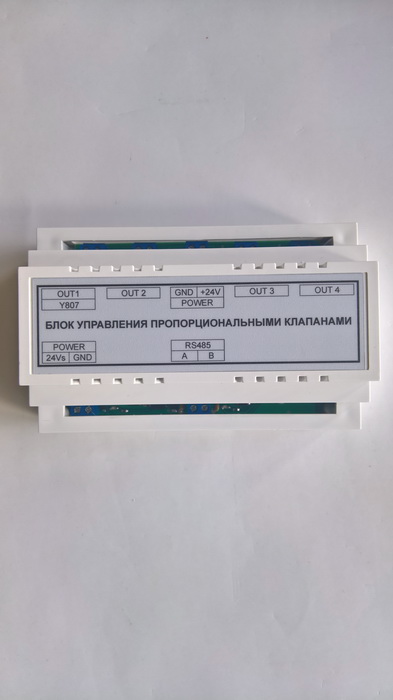 OUT1 OUT 2 GND +24V OUT 3 OUT 4
Y807 POWER
БЛОК УПРАВЛЕНИЯ ПРОПОРЦИОНАЛЬНЫМИ КЛАПАНАМИ
POWER RS485
24Vs GND A B